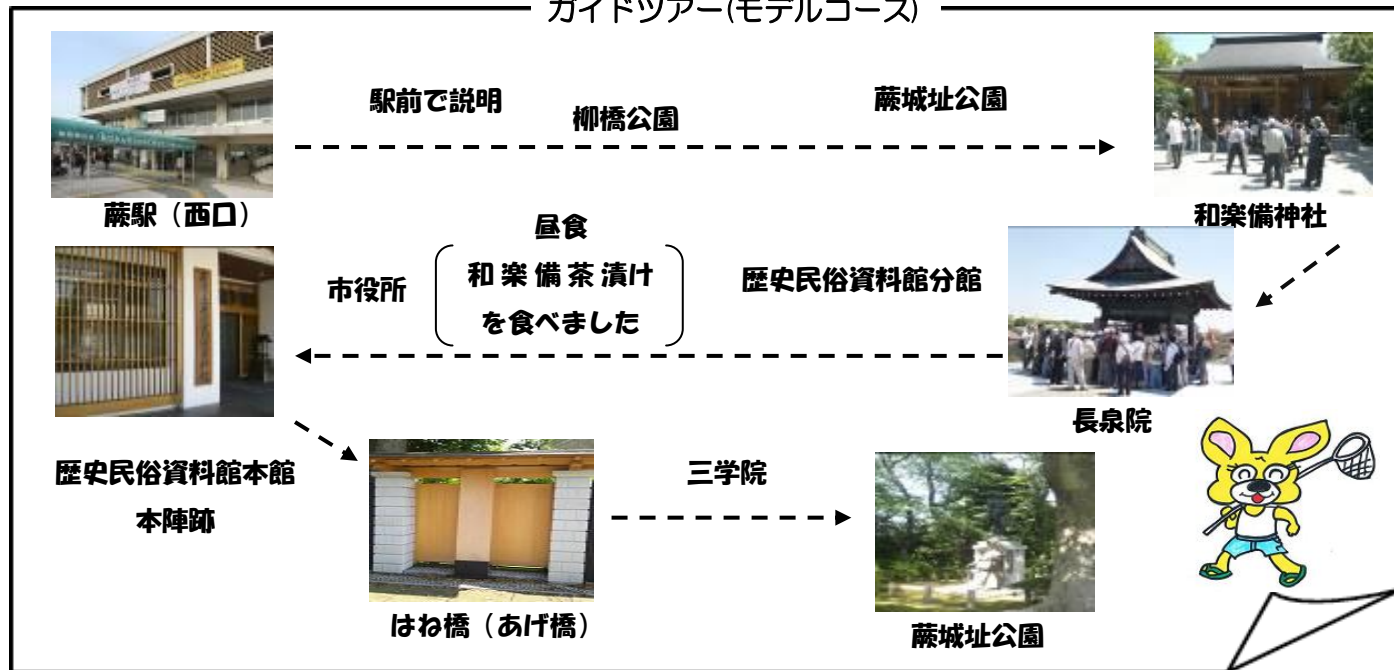 ガイドツアー(モデルコース)
駅前で説明
柳橋公園
蕨城址公園
蕨駅（西口）
和楽備神社
昼食
和楽備茶漬け
を食べました
市役所
歴史民俗資料館分館
長泉院
歴史民俗資料館本館
本陣跡
はね橋（あげ橋）
三学院
蕨城址公園